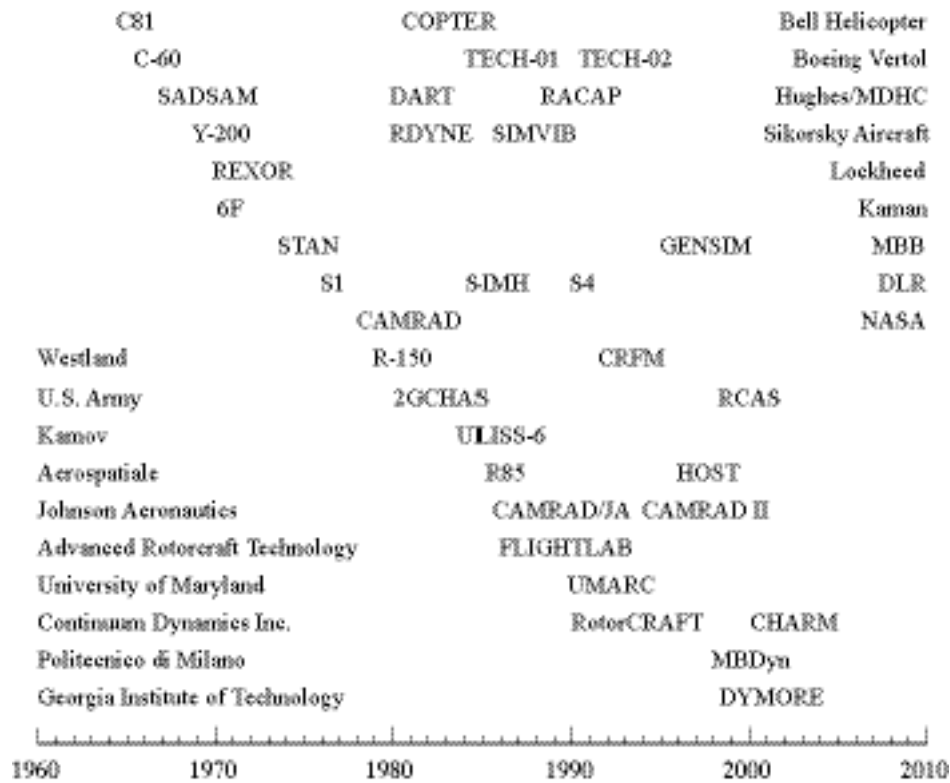 C81 COPTER Bell Helicopter
C-60 TECH-01 TECH-02 Boeing Vertol
SADSAM DART RACAP Hughes/MDHC
Y-200 RDYNE SIMVIB Sikorsky Aircraft
REXOR Lockheed
6F Kaman
STAN GENSIM MBB
S1 SIMH S4 DLR
CAMRAD NASA
Westland R-150 CRFM
U.S. Army 2GCHAS RCAS
Kamov ULISS-6
Aerospatiale R85 HOST
Johnson Aeronautics CAMRAD/JA CAMRAD II
Advanced Rotorcraft Technology FLIGHTLAB
University of Maryland UMARC
Continuum Dynamics Inc. RotorCRAFT CHARM
Politecnico di Milano MBDyn
Georgia Institute of Technology DYMORE
1960 1970 1980 1990 2000 2010